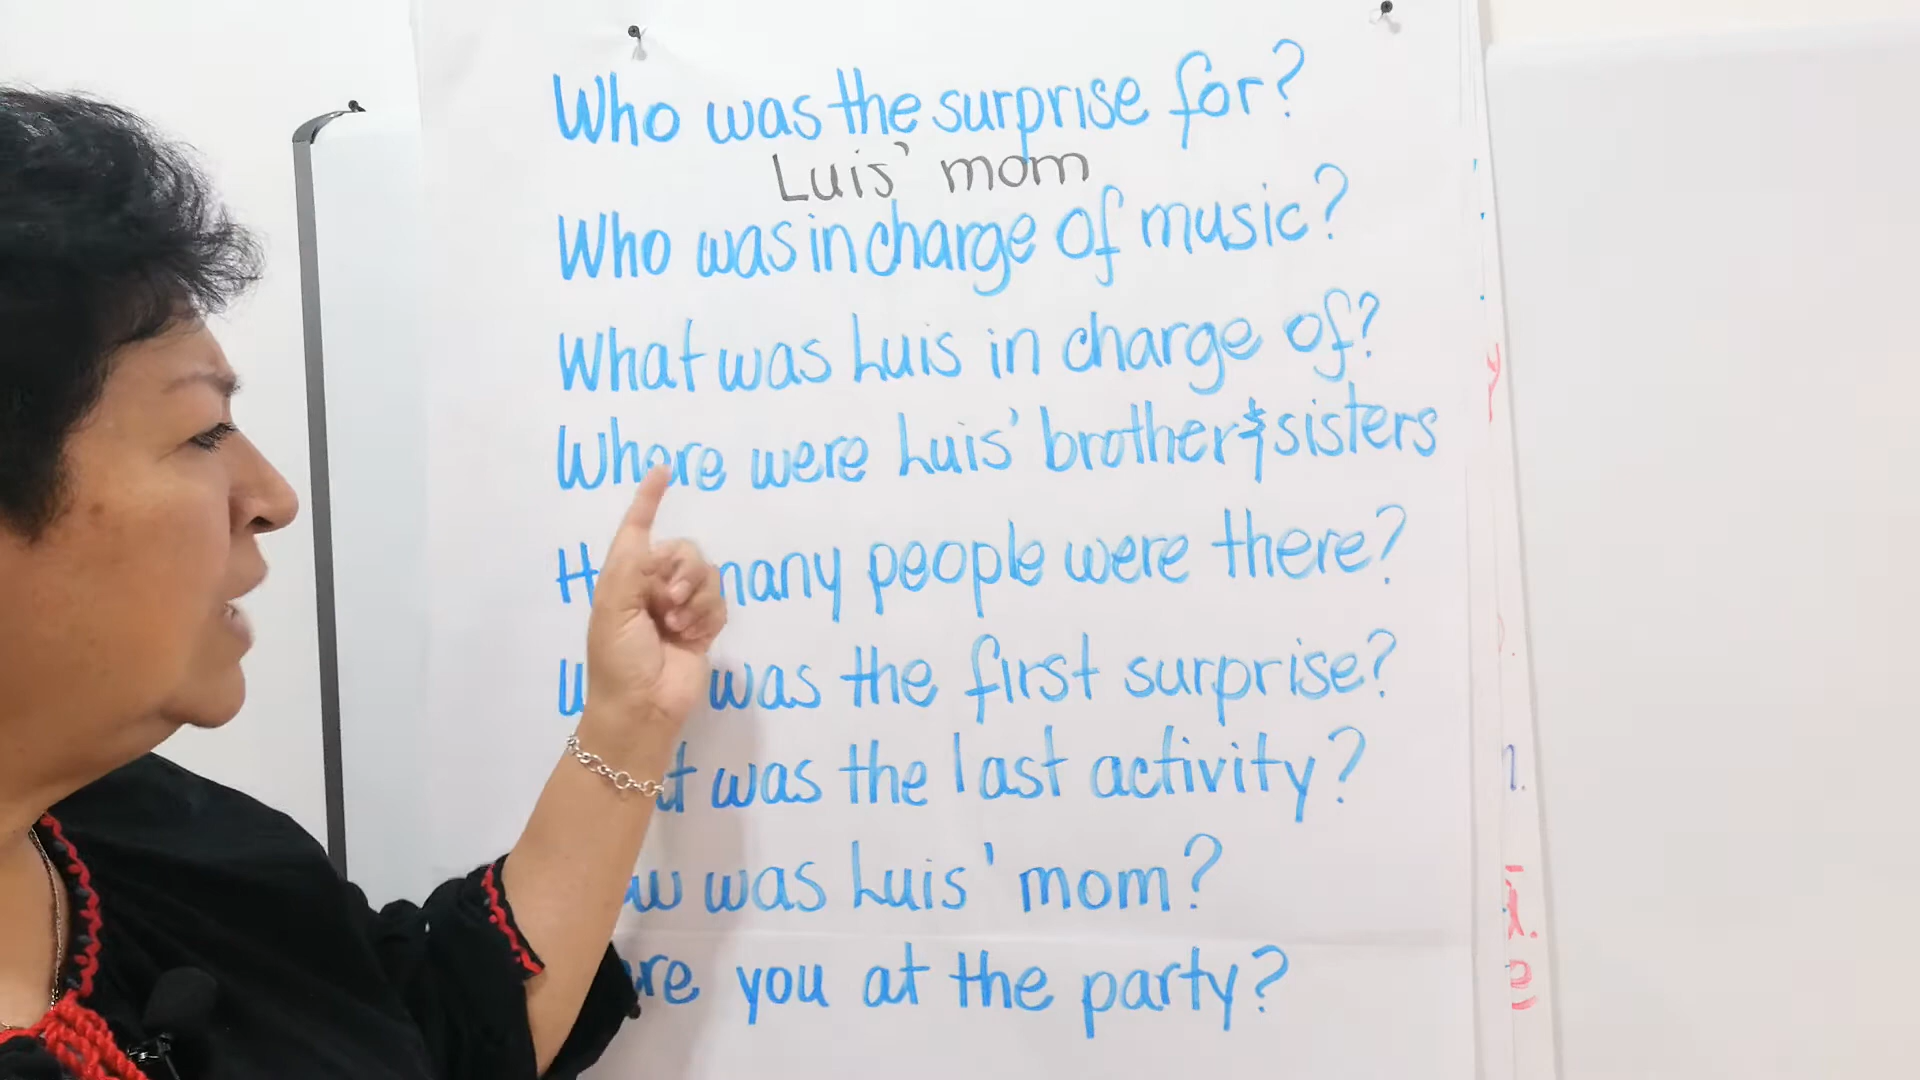 Who was the surprise for?
Luis' mom
Who was in charge of music?
What was Luis in charge of?
Where were Luis' brother & sisters
many people were there?
was the first surprise?
was the last activity?
was Luis' mom?
you at the party?